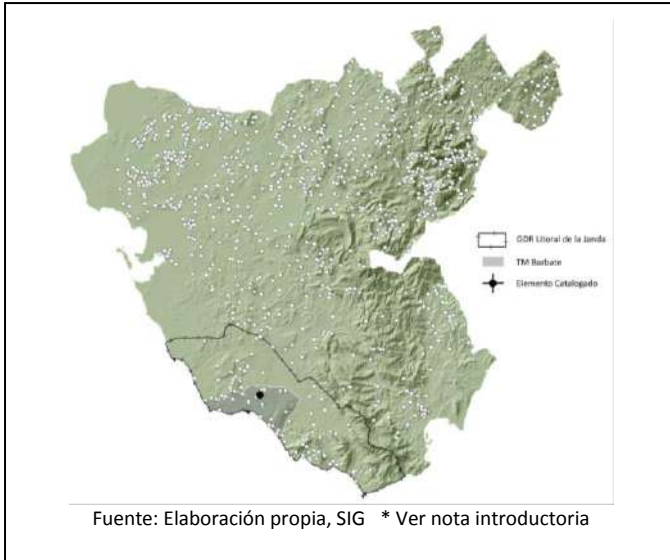 GDR Litoral de la Janda
TM Barbate
Elemento Catalogado
Fuente: Elaboración propia, SIG * Ver nota introductoria